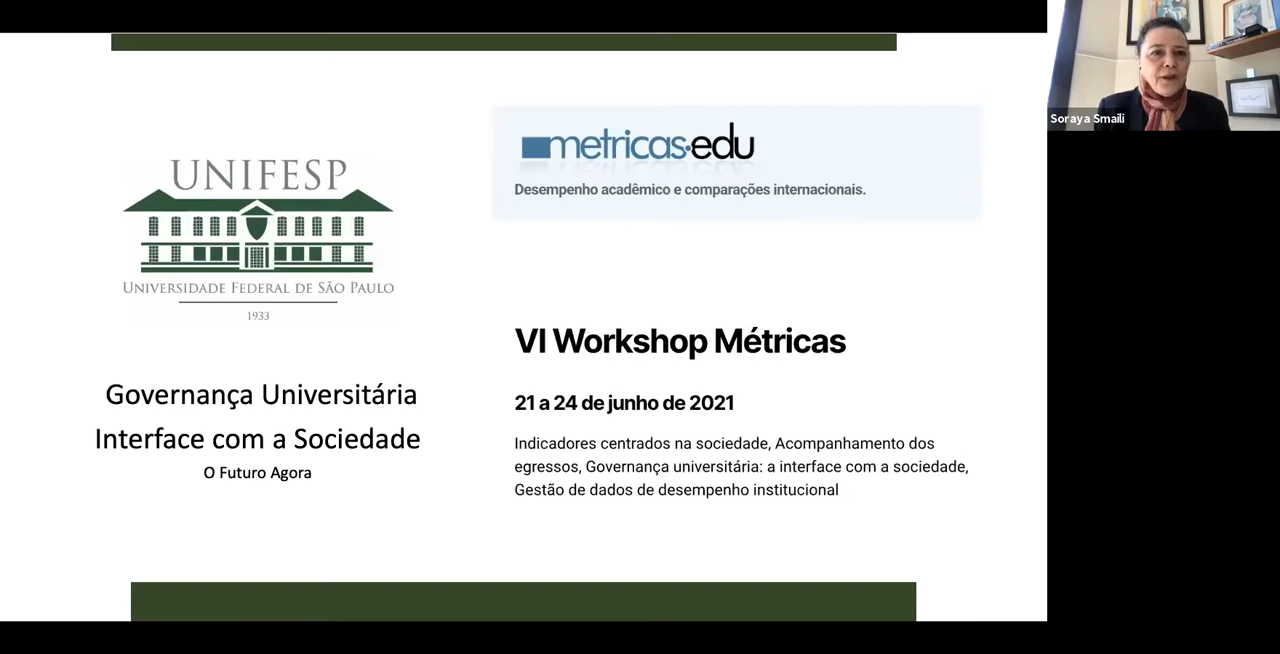 UNIFESP
UNIVERSIDADE FEDERAL DE SÃO PAULO
1933
Governança Universitária
Interface com a Sociedade
O Futuro Agora
metricas.edu
Desempenho acadêmico e comparações internacionais.
VI Workshop Métricas
21 a 24 de junho de 2021
Indicadores centrados na sociedade, Acompanhamento dos
egressos, Governança universitária: a interface com a sociedade,
Gestão de dados de desempenho institucional
Soraya Smaili